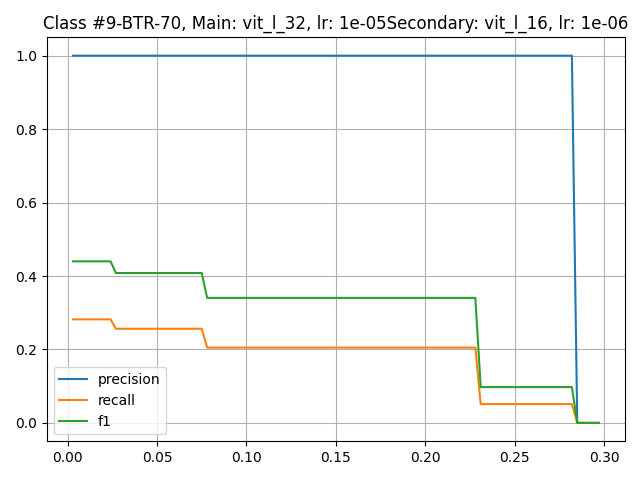 Class #9-BTR-70, Main: vit_l_32, lr: 1e-05Secondary: vit_l_16, lr: 1e-06
1.0
0.8
0.6
0.4
0.2
0.0
precision
recall
f1
0.00 0.05 0.10 0.15 0.20 0.25 0.30